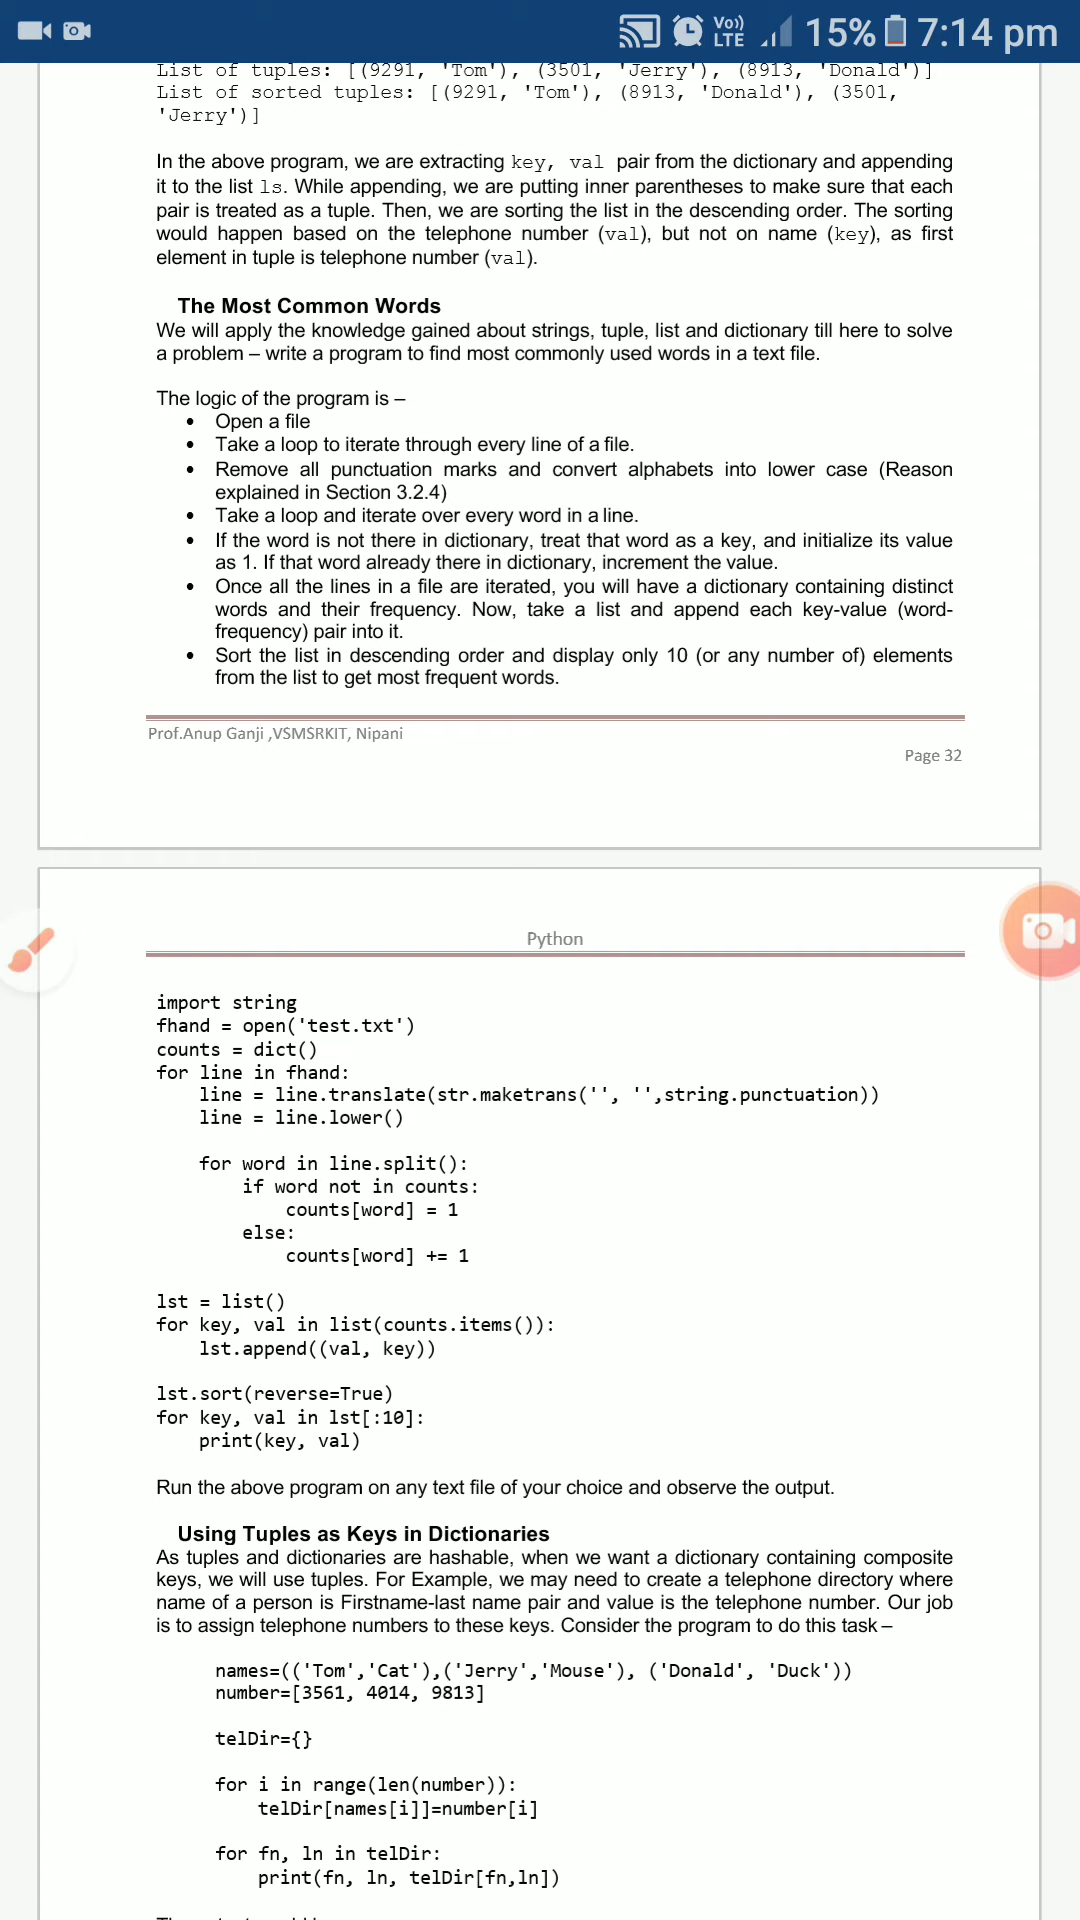 Vo))
LTE
15%
7:14 pm
List of tuples: [(9291, 'Tom'), (3501, 'Jerry'), (8913, 'Donald')]
List of sorted tuples: [(9291, 'Tom'), (8913, 'Donald'), (3501,
'Jerry')]
In the above program, we are extracting key, val pair from the dictionary and appending
it to the list ls. While appending, we are putting inner parentheses to make sure that each
pair is treated as a tuple. Then, we are sorting the list in the descending order. The sorting
would happen based on the telephone number (val), but not on name (key), as first
element in tuple is telephone number (val).
The Most Common Words
We will apply the knowledge gained about strings, tuple, list and dictionary till here to solve
a problem – write a program to find most commonly used words in a text file.
The logic of the program is –
• Open a file
• Take a loop to iterate through every line of a file.
• Remove all punctuation marks and convert alphabets into lower case (Reason
explained in Section 3.2.4)
• Take a loop and iterate over every word in a line.
• If the word is not there in dictionary, treat that word as a key, and initialize its value
as 1. If that word already there in dictionary, increment the value.
• Once all the lines in a file are iterated, you will have a dictionary containing distinct
words and their frequency. Now, take a list and append each key-value (word-
frequency) pair into it.
• Sort the list in descending order and display only 10 (or any number of) elements
from the list to get most frequent words.
Prof.Anup Ganji ,VSMSRKIT, Nipani
Page 32
Python
import string
fhand = open('test.txt')
counts = dict()
for line in fhand:
    line = line.translate(str.maketrans('', '',string.punctuation))
    line = line.lower()
    for word in line.split():
        if word not in counts:
            counts[word] = 1
        else:
            counts[word] += 1
lst = list()
for key, val in list(counts.items()):
    lst.append((val, key))
lst.sort(reverse=True)
for key, val in lst[:10]:
    print(key, val)
Run the above program on any text file of your choice and observe the output.
Using Tuples as Keys in Dictionaries
As tuples and dictionaries are hashable, when we want a dictionary containing composite
keys, we will use tuples. For Example, we may need to create a telephone directory where
name of a person is Firstname-last name pair and value is the telephone number. Our job
is to assign telephone numbers to these keys. Consider the program to do this task –
names=(('Tom','Cat'),('Jerry','Mouse'), ('Donald', 'Duck'))
number=[3561, 4014, 9813]
telDir={}
for i in range(len(number)):
    telDir[names[i]]=number[i]
for fn, ln in telDir:
    print(fn, ln, telDir[fn,ln])